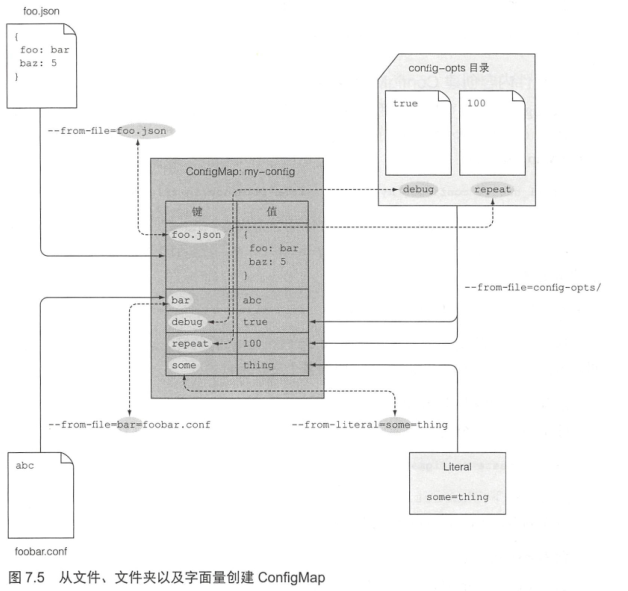 foo.json
{
foo: bar
baz: 5
}
--from-file=foo.json
config-opts 目录
true
100
debug
repeat
ConfigMap: my-config
键 值
foo.json {
foo: bar
baz: 5
}
bar abc
debug true
repeat 100
some thing
--from-file=config-opts/
--from-file=bar=foobar.conf
--from-literal=some=thing
abc
foobar.conf
Literal
some=thing
图 7.5 从文件、文件夹以及字面量创建 ConfigMap